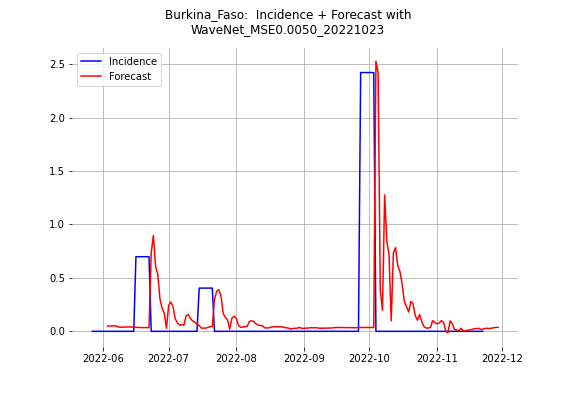 Burkina_Faso:  Incidence + Forecast with
WaveNet_MSE0.0050_20221023
Incidence
Forecast
2.5
2.0
1.5
1.0
0.5
0.0
2022-06 2022-07 2022-08 2022-09 2022-10 2022-11 2022-12